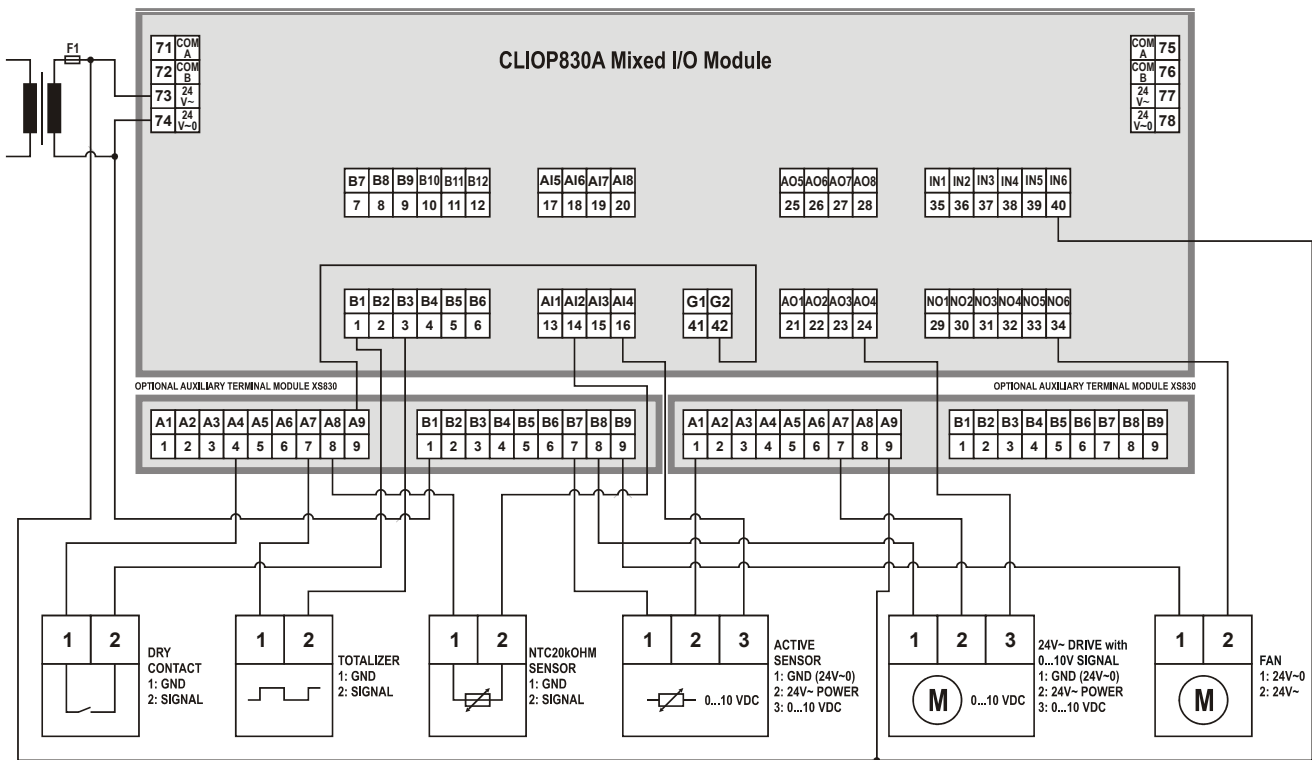 F1
71 COM A
72 COM B
73 24 V~
74 24 V~0
CLIOP830A Mixed I/O Module
COM A 75
COM B 76
24 V~ 77
24 V~0 78
B7 B8 B9 B10 B11 B12
7 8 9 10 11 12
AI5 AI6 AI7 AI8
17 18 19 20
AO5 AO6 AO7 AO8
25 26 27 28
IN1 IN2 IN3 IN4 IN5 IN6
35 36 37 38 39 40
B1 B2 B3 B4 B5 B6
1 2 3 4 5 6
AI1 AI2 AI3 AI4
13 14 15 16
G1 G2
41 42
AO1 AO2 AO3 AO4
21 22 23 24
NO1 NO2 NO3 NO4 NO5 NO6
29 30 31 32 33 34
OPTIONAL AUXILIARY TERMINAL MODULE XS830
OPTIONAL AUXILIARY TERMINAL MODULE XS830
A1 A2 A3 A4 A5 A6 A7 A8 A9
1 2 3 4 5 6 7 8 9
B1 B2 B3 B4 B5 B6 B7 B8 B9
1 2 3 4 5 6 7 8 9
A1 A2 A3 A4 A5 A6 A7 A8 A9
1 2 3 4 5 6 7 8 9
B1 B2 B3 B4 B5 B6 B7 B8 B9
1 2 3 4 5 6 7 8 9
1 2
DRY
CONTACT
1: GND
2: SIGNAL
1 2
TOTALIZER
1: GND
2: SIGNAL
1 2
NTC20kOHM
SENSOR
1: GND
2: SIGNAL
1 2 3
0...10 VDC
ACTIVE
SENSOR
1: GND (24V~0)
2: 24V~ POWER
3: 0...10 VDC
1 2 3
M 0...10 VDC
24V~ DRIVE with
0...10V SIGNAL
1: GND (24V~0)
2: 24V~ POWER
3: 0...10 VDC
1 2
M
FAN
1: 24V~0
2: 24V~